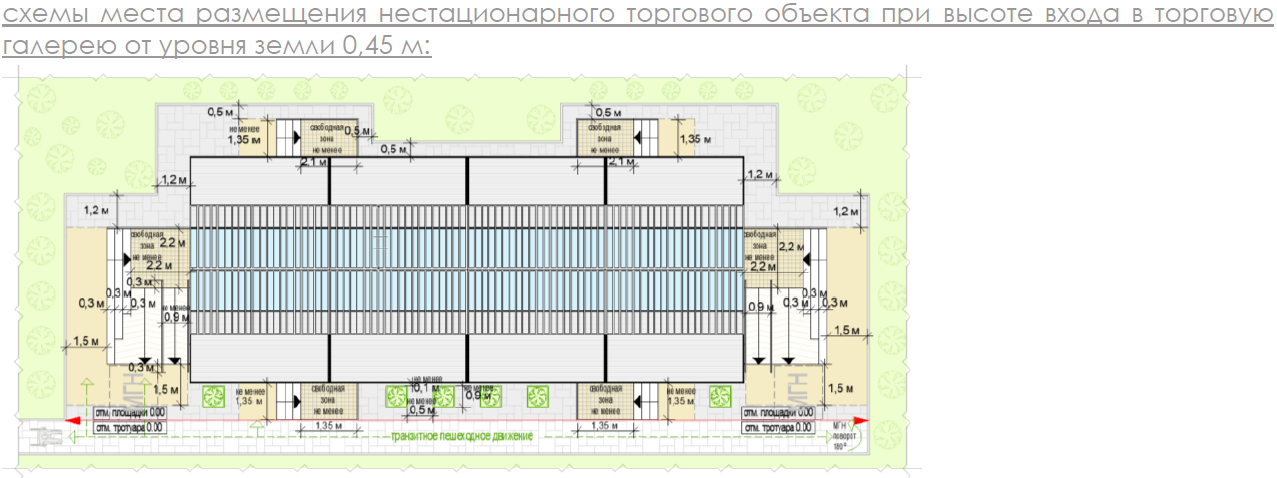 схемы места размещения нестационарного торгового объекта при высоте входа в торговую
галерею от уровня земли 0,45 м:
0,5 м
0,5 м
не менее
1,35 м
свободная
зона
не менее
0,5 м
0,5 м
свободная
зона
не менее
1,35 м
2,1 м
2,1 м
1,2 м
1,2 м
1,2 м
1,2 м
свободная
зона
не менее
2,2 м
2,2 м
свободная
зона
не менее
2,2 м
2,2 м
0,3 м
0,3 м
0,3 м
0,3 м
не менее
0,9 м
0,3 м
0,3 м
0,3 м
0,9 м
1,5 м
1,5 м
0,3 м
1,5 м
МГН
не менее
1,35 м
свободная
зона
не менее
не менее
0,1 м
не менее
0,5 м
не менее
0,9 м
свободная
зона
не менее
не менее
1,35 м
МГН
1,5 м
отм. площадки 0.00
отм. тротуара 0.00
1,35 м
1,35 м
отм. площадки 0.00
отм. тротуара 0.00
транзитное пешеходное движение
МГН
поворот
180°